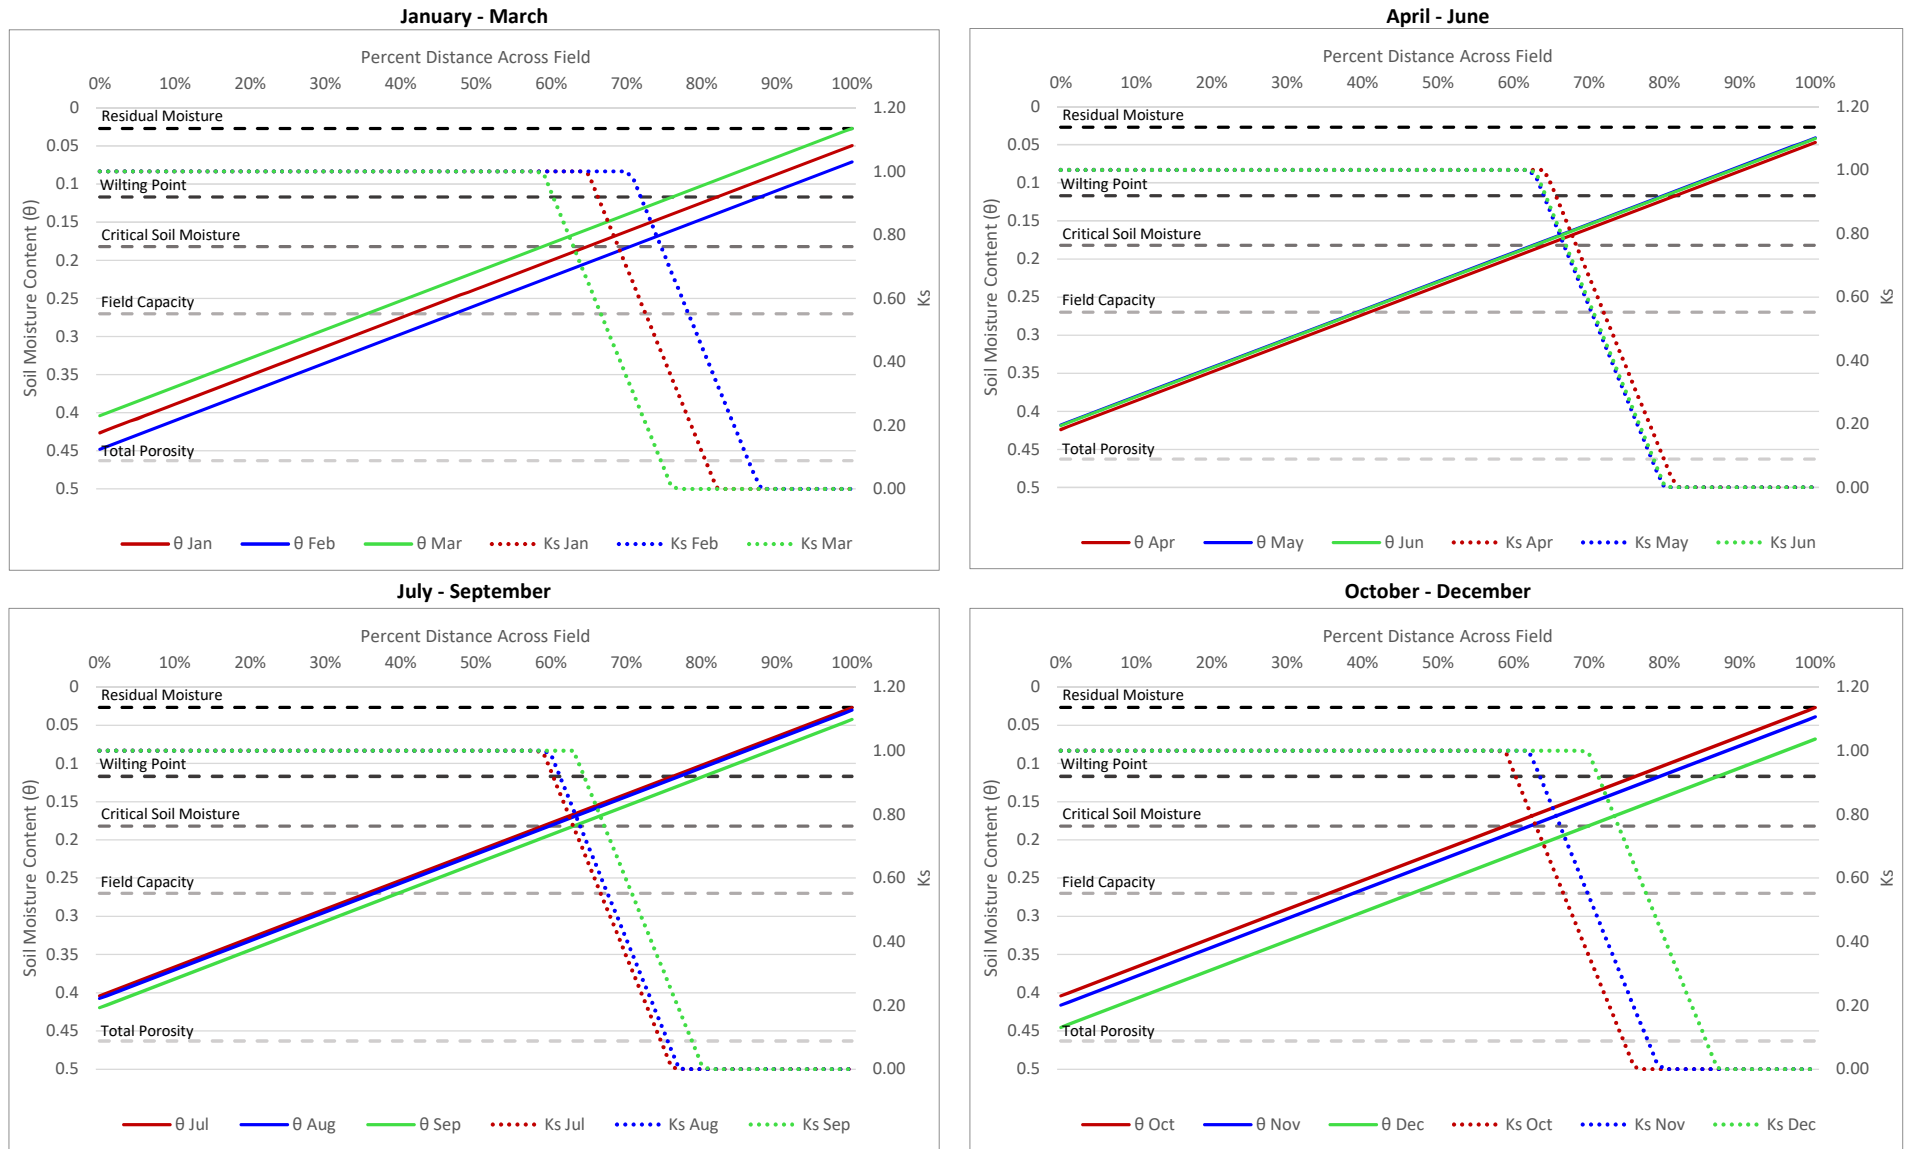 January - March
Percent Distance Across Field
0% 10% 20% 30% 40% 50% 60% 70% 80% 90% 100%
0 1.20
Residual Moisture
0.05
1.00
0.1
Wilting Point
0.15
Critical Soil Moisture
0.80
0.2
0.25
Field Capacity
0.60
0.3
0.35
0.40
0.4
0.20
0.45
Total Porosity
0.5 0.00
Soil Moisture Content (θ)
Ks
θ Jan θ Feb θ Mar Ks Jan Ks Feb Ks Mar
April - June
Percent Distance Across Field
0% 10% 20% 30% 40% 50% 60% 70% 80% 90% 100%
0 1.20
Residual Moisture
0.05
1.00
0.1
Wilting Point
0.15
Critical Soil Moisture
0.80
0.2
0.25
Field Capacity
0.60
0.3
0.35
0.40
0.4
0.20
0.45
Total Porosity
0.5 0.00
Soil Moisture Content (θ)
Ks
θ Apr θ May θ Jun Ks Apr Ks May Ks Jun
July - September
Percent Distance Across Field
0% 10% 20% 30% 40% 50% 60% 70% 80% 90% 100%
0 1.20
Residual Moisture
0.05
1.00
0.1
Wilting Point
0.15
Critical Soil Moisture
0.80
0.2
0.25
Field Capacity
0.60
0.3
0.35
0.40
0.4
0.20
0.45
Total Porosity
0.5 0.00
Soil Moisture Content (θ)
Ks
θ Jul θ Aug θ Sep Ks Jul Ks Aug Ks Sep
October - December
Percent Distance Across Field
0% 10% 20% 30% 40% 50% 60% 70% 80% 90% 100%
0 1.20
Residual Moisture
0.05
1.00
0.1
Wilting Point
0.15
Critical Soil Moisture
0.80
0.2
0.25
Field Capacity
0.60
0.3
0.35
0.40
0.4
0.20
0.45
Total Porosity
0.5 0.00
Soil Moisture Content (θ)
Ks
θ Oct θ Nov θ Dec Ks Oct Ks Nov Ks Dec